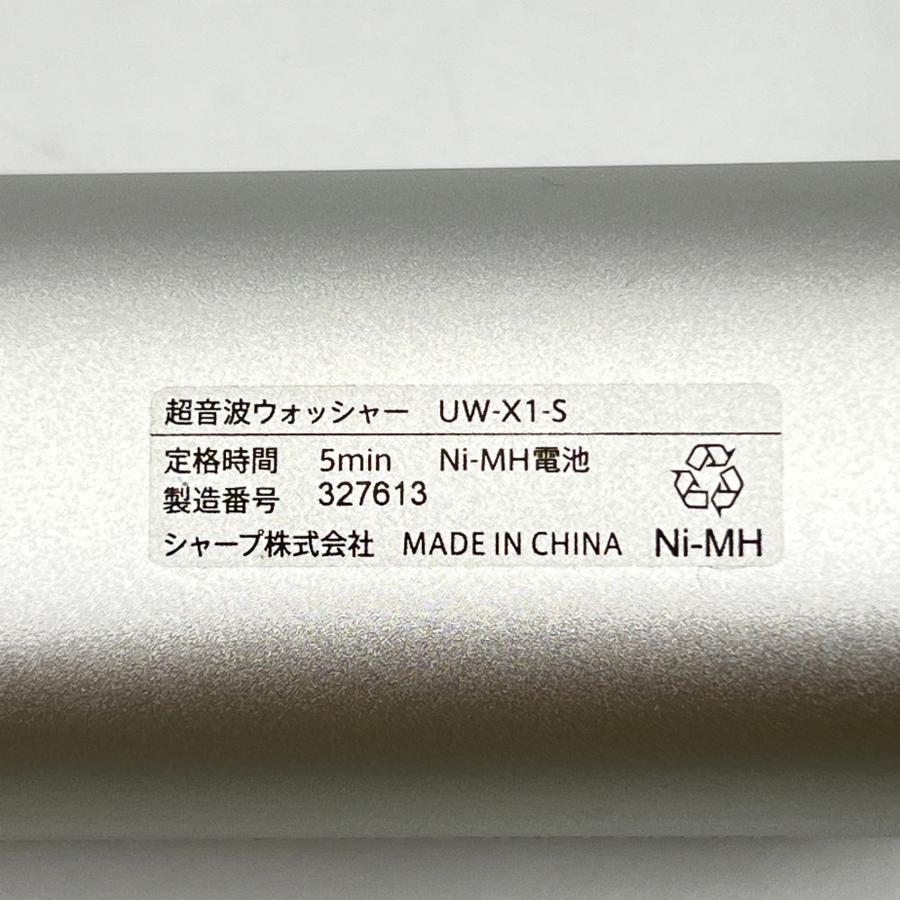 超音波ウォッシャー UW-X1-S
定格時間 5min Ni-MH電池
製造番号 327613
シャープ株式会社 MADE IN CHINA Ni-MH